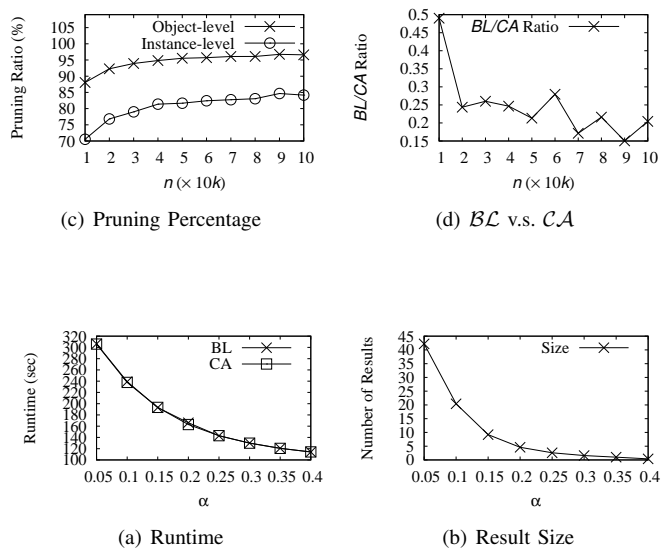 Pruning Ratio (%)
105
100
95
90
85
80
75
70
Object-level
Instance-level
1 2 3 4 5 6 7 8 9 10
n (× 10k)
(c) Pruning Percentage
BL/CA Ratio
0.5
0.45
0.4
0.35
0.3
0.25
0.2
0.15
BL/CA Ratio
1 2 3 4 5 6 7 8 9 10
n (× 10k)
(d) BL v.s. CA
Runtime (sec)
320
300
280
260
240
220
200
180
160
140
120
100
BL
CA
0.05 0.1 0.15 0.2 0.25 0.3 0.35 0.4
α
(a) Runtime
Number of Results
45
40
35
30
25
20
15
10
5
0
Size
0.05 0.1 0.15 0.2 0.25 0.3 0.35 0.4
α
(b) Result Size